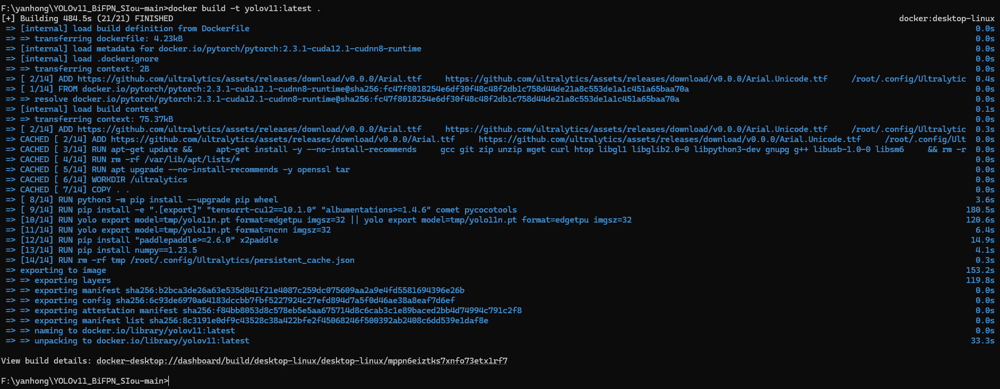 F:\yanhong\YOLOv11_BiFPN_SIou-main>docker build -t yolov11:latest .
[+] Building 484.5s (21/21) FINISHED docker:desktop-linux
=> [internal] load build definition from Dockerfile 0.0s
=> => transferring dockerfile: 4.23kB 0.0s
=> [internal] load metadata for docker.io/pytorch/pytorch:2.3.1-cuda12.1-cudnn8-runtime 0.0s
=> [internal] load .dockerignore 0.0s
=> => transferring context: 2B 0.0s
=> [ 2/14] ADD https://github.com/ultralytics/assets/releases/download/v0.0.0/Arial.ttf https://github.com/ultralytics/assets/releases/download/v0.0.0/Arial.Unicode.ttf /root/.config/Ultralytic 0.4s
=> [ 1/14] FROM docker.io/pytorch/pytorch:2.3.1-cuda12.1-cudnn8-runtime@sha256:fc47f8018254e6df30f48c48f2db1c758d44de21a8c553de1a1c451a65baa70a 0.0s
=> => resolve docker.io/pytorch/pytorch:2.3.1-cuda12.1-cudnn8-runtime@sha256:fc47f8018254e6df30f48c48f2db1c758d44de21a8c553de1a1c451a65baa70a 0.0s
=> [internal] load build context 0.1s
=> => transferring context: 75.37kB 0.0s
=> [ 2/14] ADD https://github.com/ultralytics/assets/releases/download/v0.0.0/Arial.ttf https://github.com/ultralytics/assets/releases/download/v0.0.0/Arial.Unicode.ttf /root/.config/Ultralytic 0.3s
=> CACHED [ 2/14] ADD https://github.com/ultralytics/assets/releases/download/v0.0.0/Arial.ttf https://github.com/ultralytics/assets/releases/download/v0.0.0/Arial.Unicode.ttf /root/.config/Ult 0.0s
=> CACHED [ 3/14] RUN apt-get update && apt-get install -y --no-install-recommends gcc git zip unzip wget curl htop libgl1 libglib2.0-0 libpython3-dev gnupg g++ libusb-1.0-0 libsm6 && rm -r 0.0s
=> CACHED [ 4/14] RUN rm -rf /var/lib/apt/lists/* 0.0s
=> CACHED [ 5/14] RUN apt upgrade --no-install-recommends -y openssl tar 0.0s
=> CACHED [ 6/14] WORKDIR /ultralytics 0.0s
=> CACHED [ 7/14] COPY . . 0.0s
=> [ 8/14] RUN python3 -m pip install --upgrade pip wheel 3.6s
=> [ 9/14] RUN pip install -e ".[export]" "tensorrt-cu12==10.1.0" "albumentations>=1.4.6" comet pycocotools 180.5s
=> [10/14] RUN yolo export model=tmp/yolo11n.pt format=edgetpu imgsz=32 || yolo export model=tmp/yolo11n.pt format=edgetpu imgsz=32 120.6s
=> [11/14] RUN yolo export model=tmp/yolo11n.pt format=ncnn imgsz=32 6.4s
=> [12/14] RUN pip install "paddlepaddle>=2.6.0" x2paddle 14.9s
=> [13/14] RUN pip install numpy==1.23.5 4.1s
=> [14/14] RUN rm -rf tmp /root/.config/Ultralytics/persistent_cache.json 0.3s
=> exporting to image 153.2s
=> => exporting layers 119.8s
=> => exporting manifest sha256:b2bca3de26a63e535d841f21e4087c259dc075609aa2a9e4fd5581694396e26b 0.0s
=> => exporting config sha256:6c93de6970a64183dccbb7fbf5227924c27efd894d7a5f0d46ae38a8eaf7d6ef 0.0s
=> => exporting attestation manifest sha256:f84bb8053d8c578eb5e5aa675714d8c6cab3c1e89baced2bb4d74994c791c2f8 0.0s
=> => exporting manifest list sha256:8c3191e0df9c43528c38a422bfe2f45068246f500392ab2408c6dd539e1daf8e 0.0s
=> => naming to docker.io/library/yolov11:latest 0.0s
=> => unpacking to docker.io/library/yolov11:latest 33.3s
View build details: docker-desktop://dashboard/build/desktop-linux/desktop-linux/mppn6eiztks7xnfo73etx1rf7
F:\yanhong\YOLOv11_BiFPN_SIou-main>